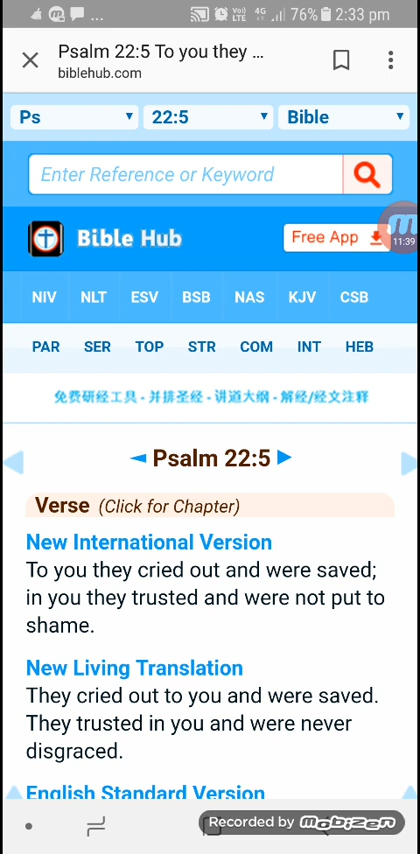 ... Voi) LTE 4G 76% 2:33 pm
Psalm 22:5 To you they ...
biblehub.com
Ps 22:5 Bible
Enter Reference or Keyword
Bible Hub Free App
11:39
NIV NLT ESV BSB NAS KJV CSB
PAR SER TOP STR COM INT HEB
免费研经工具 - 并排圣经 - 讲道大纲 - 解经/经文注释
Psalm 22:5
Verse (Click for Chapter)
New International Version
To you they cried out and were saved;
in you they trusted and were not put to
shame.
New Living Translation
They cried out to you and were saved.
They trusted in you and were never
disgraced.
English Standard Version
Recorded by mobizen